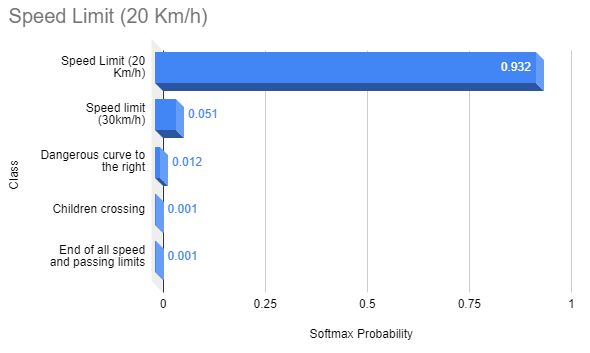 Speed Limit (20 Km/h)
Speed Limit (20
Km/h)
0.932
Speed limit
(30km/h)
0.051
Dangerous curve to
the right
0.012
Children crossing
0.001
End of all speed
and passing limits
0.001
Class
0
0.25
0.5
0.75
1
Softmax Probability